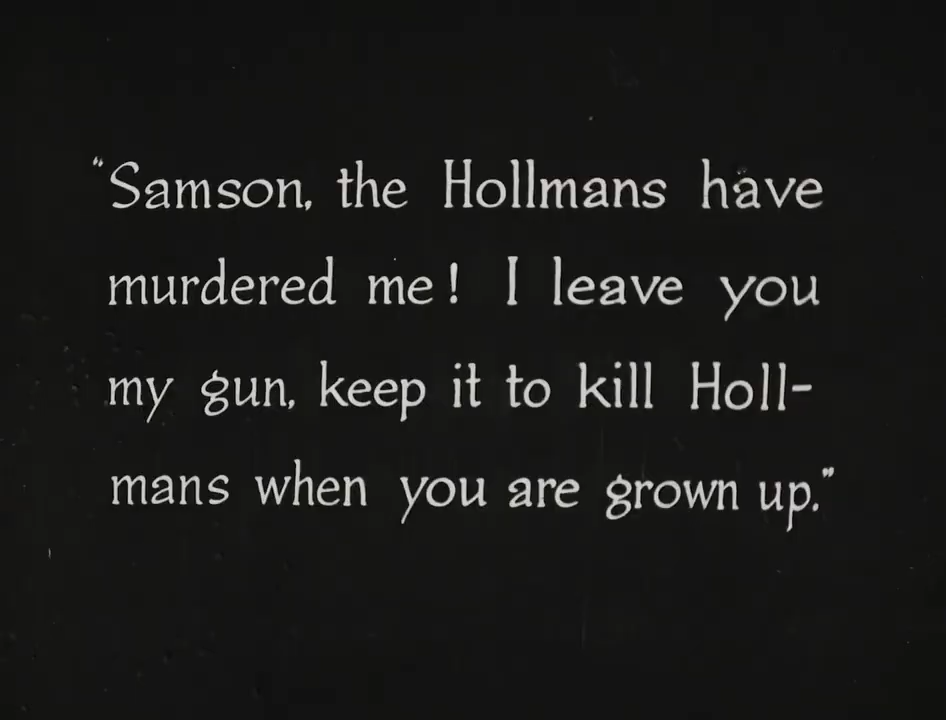 "Samson, the Hollmans have
murdered me! I leave you
my gun, keep it to kill Holl-
mans when you are grown up."